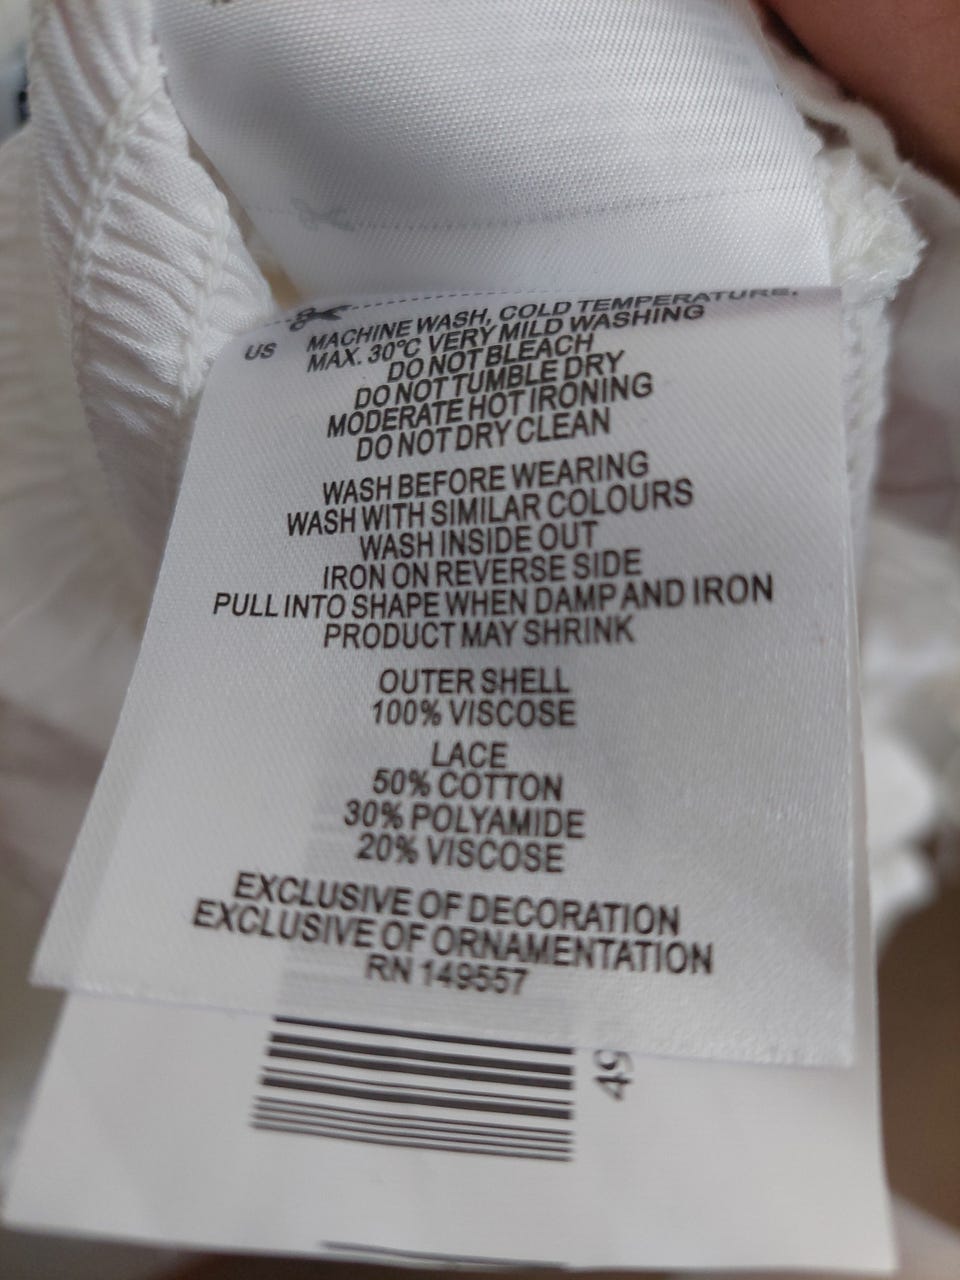 US MACHINE WASH, COLD TEMPERATURE,
MAX. 30°C VERY MILD WASHING
DO NOT BLEACH
DO NOT TUMBLE DRY
MODERATE HOT IRONING
DO NOT DRY CLEAN
WASH BEFORE WEARING
WASH WITH SIMILAR COLOURS
WASH INSIDE OUT
IRON ON REVERSE SIDE
PULL INTO SHAPE WHEN DAMP AND IRON
PRODUCT MAY SHRINK
OUTER SHELL
100% VISCOSE
LACE
50% COTTON
30% POLYAMIDE
20% VISCOSE
EXCLUSIVE OF DECORATION
EXCLUSIVE OF ORNAMENTATION
RN 149557
49